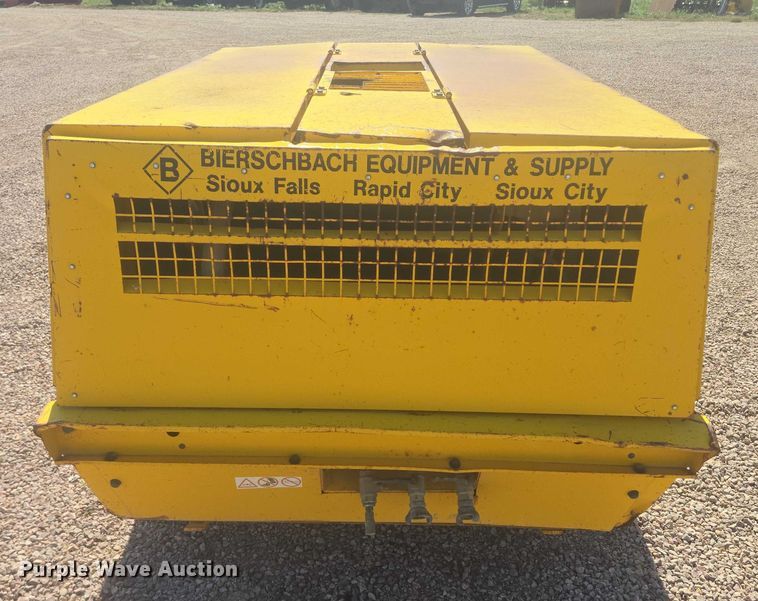 B BIERSCHBACH EQUIPMENT & SUPPLY
Sioux Falls Rapid City Sioux City
Purple Wave Auction